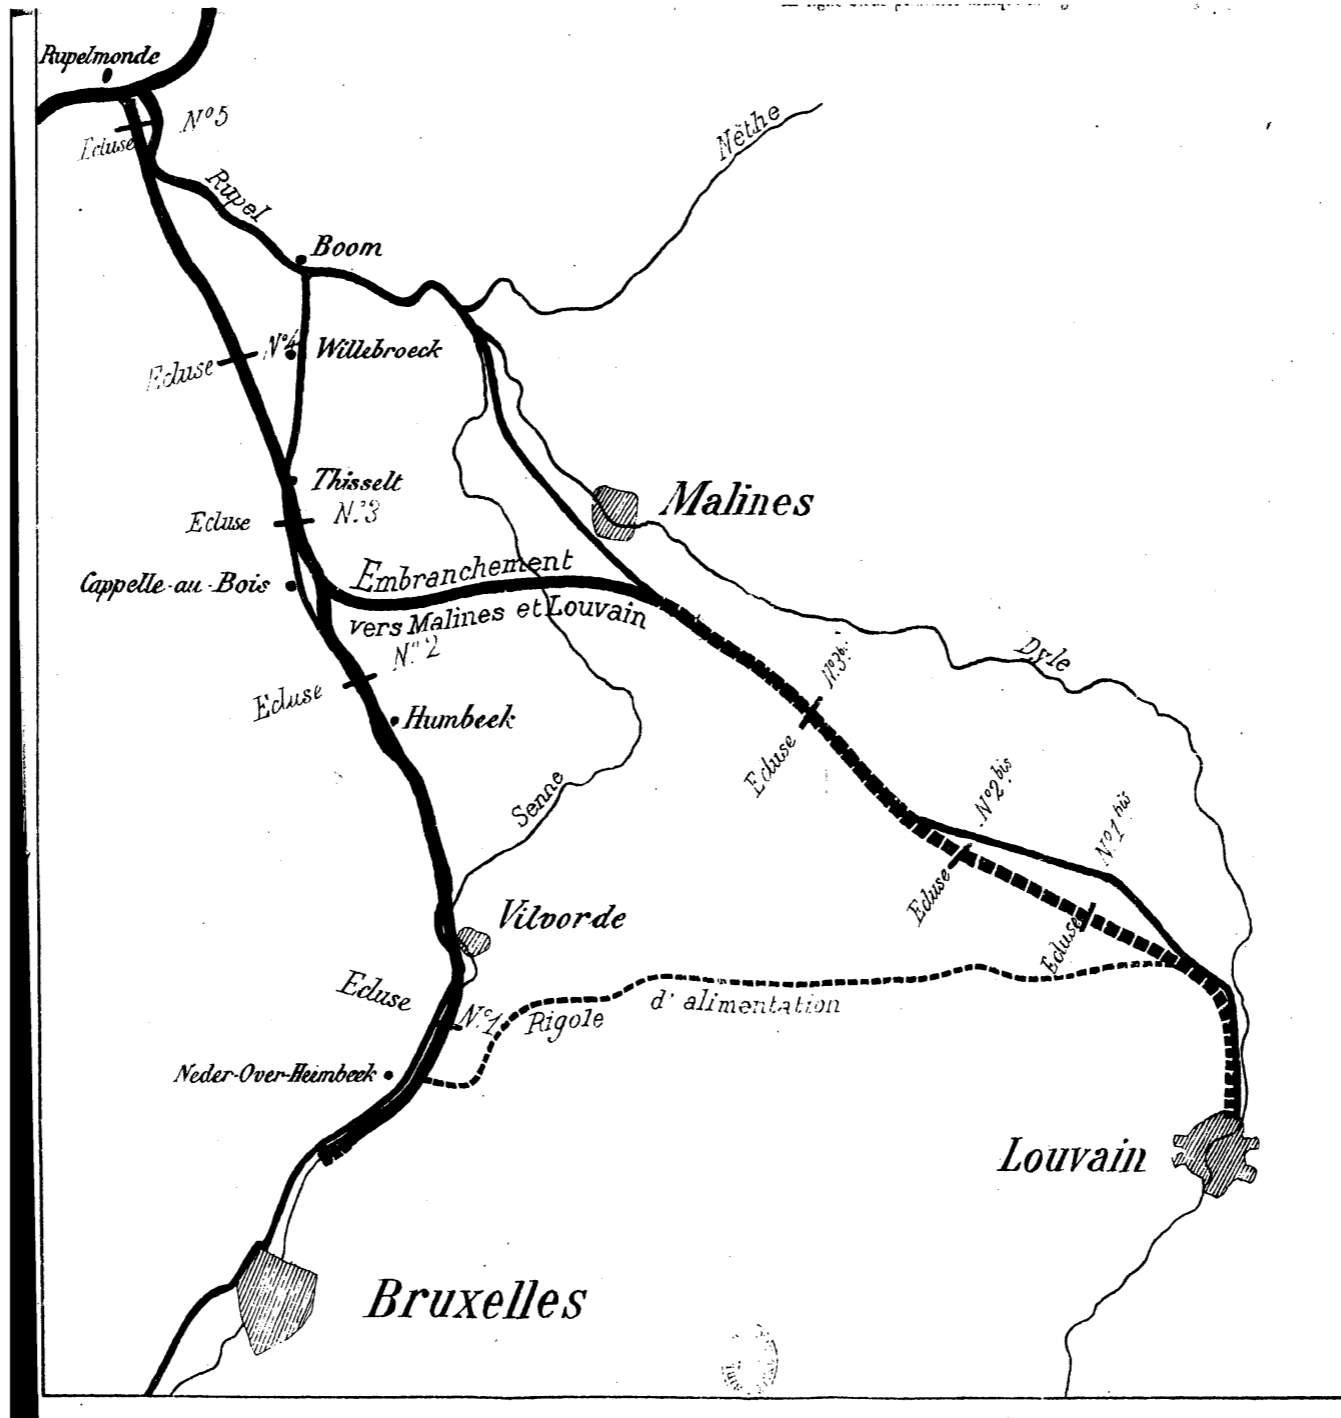 Rupelmonde
N°5
Ecluse
Nèthe
Rupel
Boom
N°4
Willebroeck
Ecluse
Thisselt
N°3
Ecluse
Malines
Cappelle-au-Bois
Embranchement
vers Malines et Louvain
N°2
Ecluse
Humbeek
Dyle
N°3bis
Ecluse
Senne
N°2bis
N°1bis
Ecluse
Ecluse
Vilvorde
Ecluse
N°1
Rigole d'alimentation
Neder-Over-Heimbeek
Louvain
Bruxelles